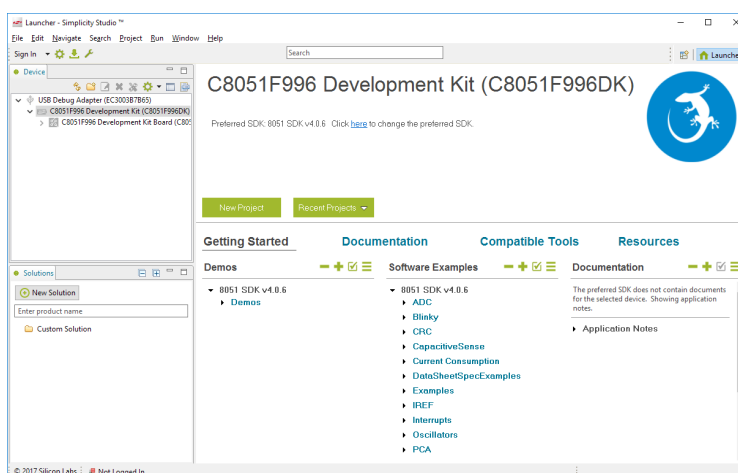 Launcher - Simplicity Studio ™
File Edit Navigate Search Project Run Window Help
Sign In
Search
Launche
Device
USB Debug Adapter (EC3003B7B65)
C8051F996 Development Kit (C8051F996DK)
C8051F996 Development Kit Board (C805
C8051F996 Development Kit (C8051F996DK)
Preferred SDK: 8051 SDK v4.0.6 Click here to change the preferred SDK.
New Project
Recent Projects
Getting Started
Documentation
Compatible Tools
Resources
Solutions
New Solution
Enter product name
Custom Solution
Demos
8051 SDK v4.0.6
Demos
Software Examples
8051 SDK v4.0.6
ADC
Blinky
CRC
CapacitiveSense
Current Consumption
DataSheetSpecExamples
Examples
IREF
Interrupts
Oscillators
PCA
Documentation
The preferred SDK does not contain documents
for the selected device. Showing application
notes.
Application Notes
© 2017 Silicon Labs
Not Logged In